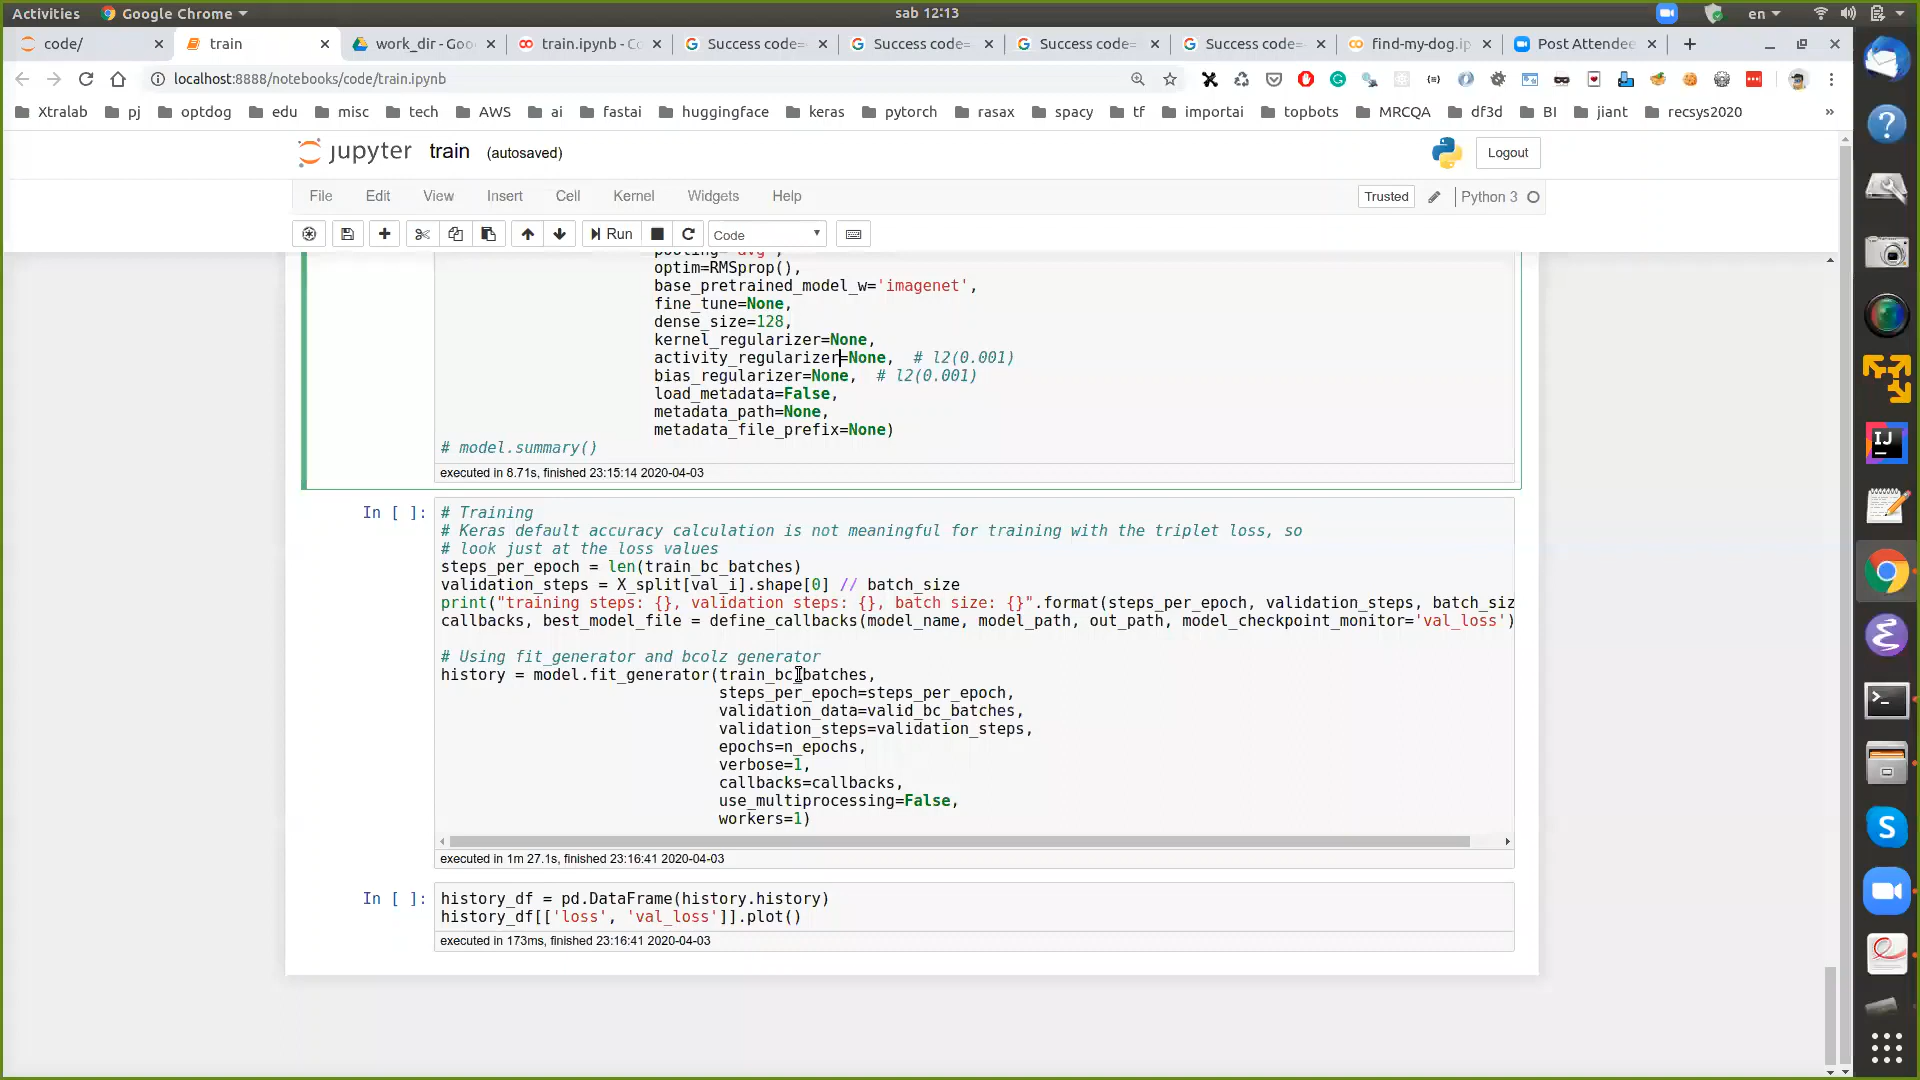 Activities Google Chrome sab 12:13 en
code/ train work_dir - Goo train.ipynb - Co Success code= Success code= Success code= Success code= find-my-dog.ip Post Attendee
localhost:8888/notebooks/code/train.ipynb
Xtralab pj optdog edu misc tech AWS ai fastai huggingface keras pytorch rasax spacy tf importai topbots MRCQA df3d BI jiant recsys2020 »
jupyter train (autosaved) Logout
File Edit View Insert Cell Kernel Widgets Help Trusted Python 3
Run Code
pooling='avg',
optim=RMSprop(),
base_pretrained_model_w='imagenet',
fine_tune=None,
dense_size=128,
kernel_regularizer=None,
activity_regularizer=None, # l2(0.001)
bias_regularizer=None, # l2(0.001)
load_metadata=False,
metadata_path=None,
metadata_file_prefix=None)
# model.summary()
executed in 8.71s, finished 23:15:14 2020-04-03
In [ ]: # Training
# Keras default accuracy calculation is not meaningful for training with the triplet loss, so
# look just at the loss values
steps_per_epoch = len(train_bc_batches)
validation_steps = X_split[val_i].shape[0] // batch_size
print("training steps: {}, validation steps: {}, batch size: {}".format(steps_per_epoch, validation_steps, batch_siz
callbacks, best_model_file = define_callbacks(model_name, model_path, out_path, model_checkpoint_monitor='val_loss')
# Using fit_generator and bcolz generator
history = model.fit_generator(train_bc_batches,
steps_per_epoch=steps_per_epoch,
validation_data=valid_bc_batches,
validation_steps=validation_steps,
epochs=n_epochs,
verbose=1,
callbacks=callbacks,
use_multiprocessing=False,
workers=1)
executed in 1m 27.1s, finished 23:16:41 2020-04-03
In [ ]: history_df = pd.DataFrame(history.history)
history_df[['loss', 'val_loss']].plot()
executed in 173ms, finished 23:16:41 2020-04-03